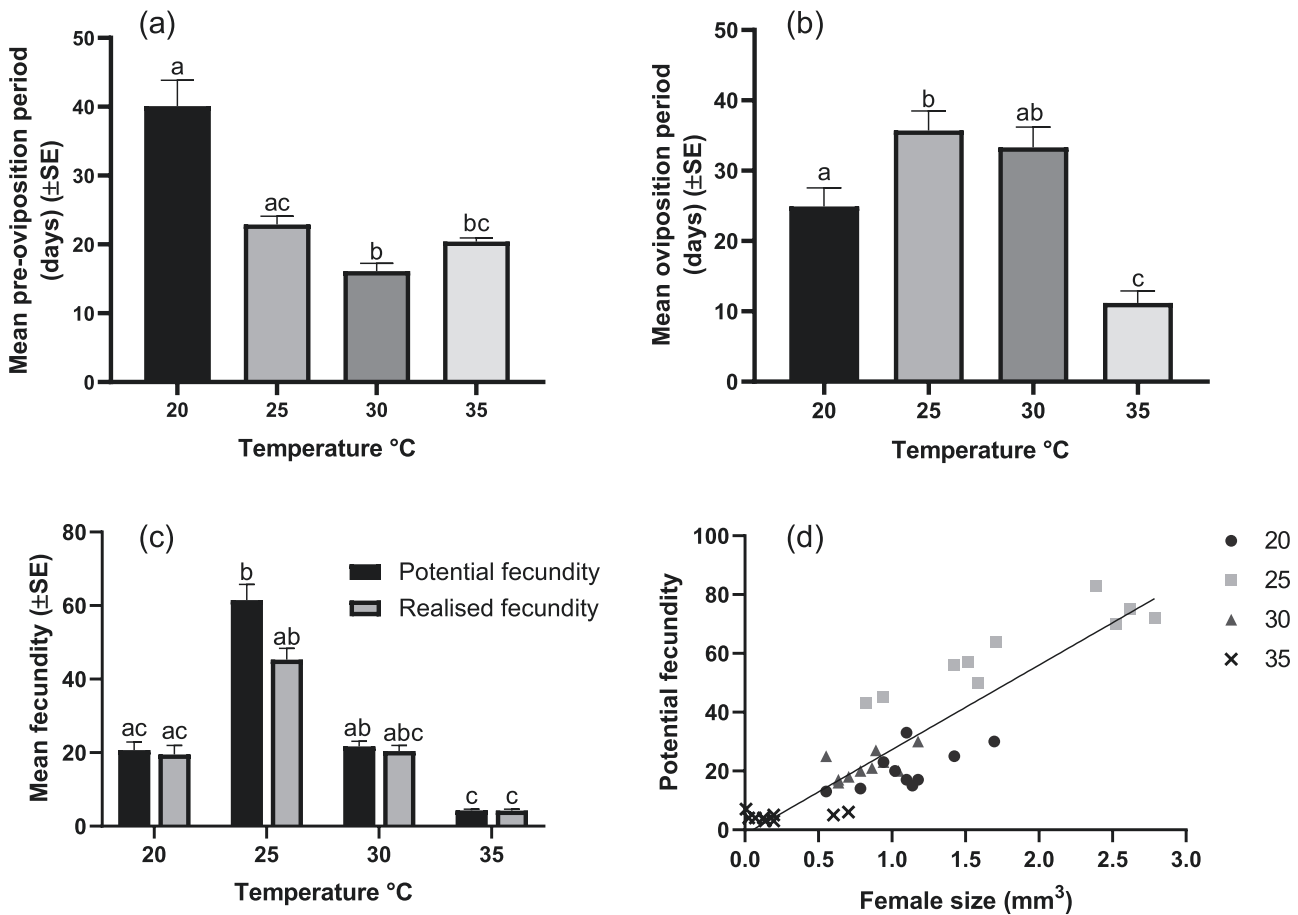 (a)
Mean pre-oviposition period
(days) (±SE)
50
40
30
20
10
0
a
ac
b
bc
20 25 30 35
Temperature °C
(b)
Mean oviposition period
(days) (±SE)
50
40
30
20
10
0
a
b
ab
c
20 25 30 35
Temperature °C
(c)
Mean fecundity (±SE)
80
60
40
20
0
Potential fecundity
Realised fecundity
ac ac
b
ab
ab abc
c c
20 25 30 35
Temperature °C
(d)
Potential fecundity
100
80
60
40
20
0
0.0 0.5 1.0 1.5 2.0 2.5 3.0
Female size (mm³)
20
25
30
35